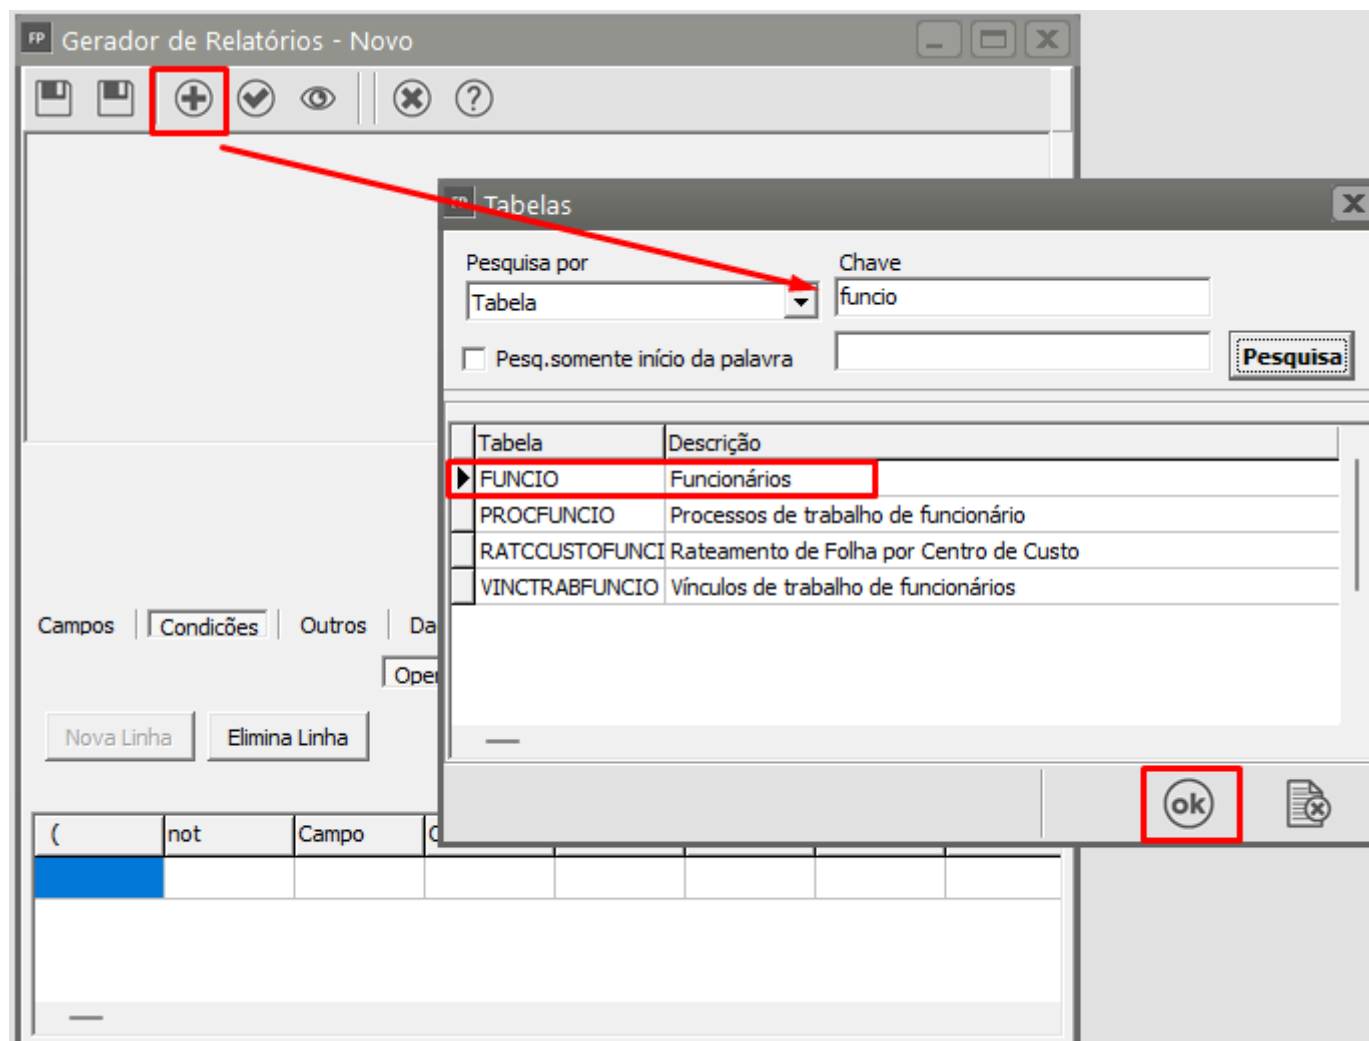 FP Gerador de Relatórios - Novo
FP Tabelas
Pesquisa por
Chave
Tabela
funcio
Pesq.somente início da palavra
Pesquisa
Tabela Descrição
FUNCIO Funcionários
PROCFUNCIO Processos de trabalho de funcionário
RATCCUSTOFUNCI Rateamento de Folha por Centro de Custo
VINCTRABFUNCIO Vínculos de trabalho de funcionários
Campos Condicões Outros Da
Oper
Nova Linha Elimina Linha
ok
( not Campo